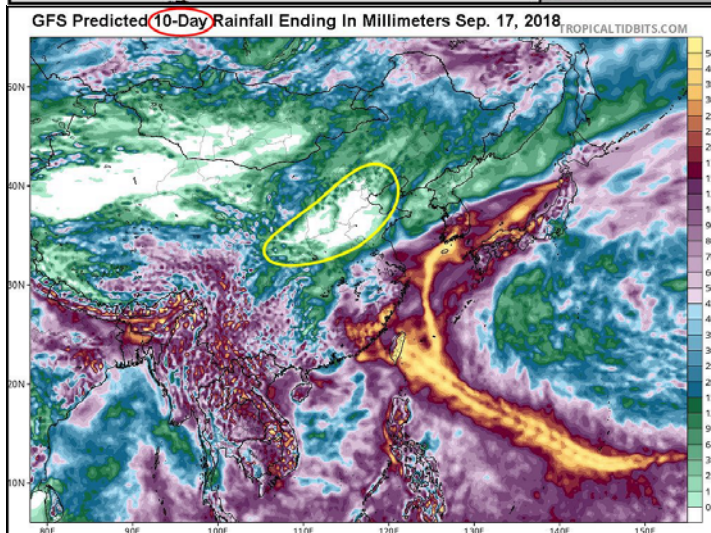 GFS Predicted 10-Day Rainfall Ending In Millimeters Sep. 17, 2018
TROPICALTIDBITS.COM
50N
40N
30N
20N
10N
80E
90E
100E
110E
120E
130E
140E
150E